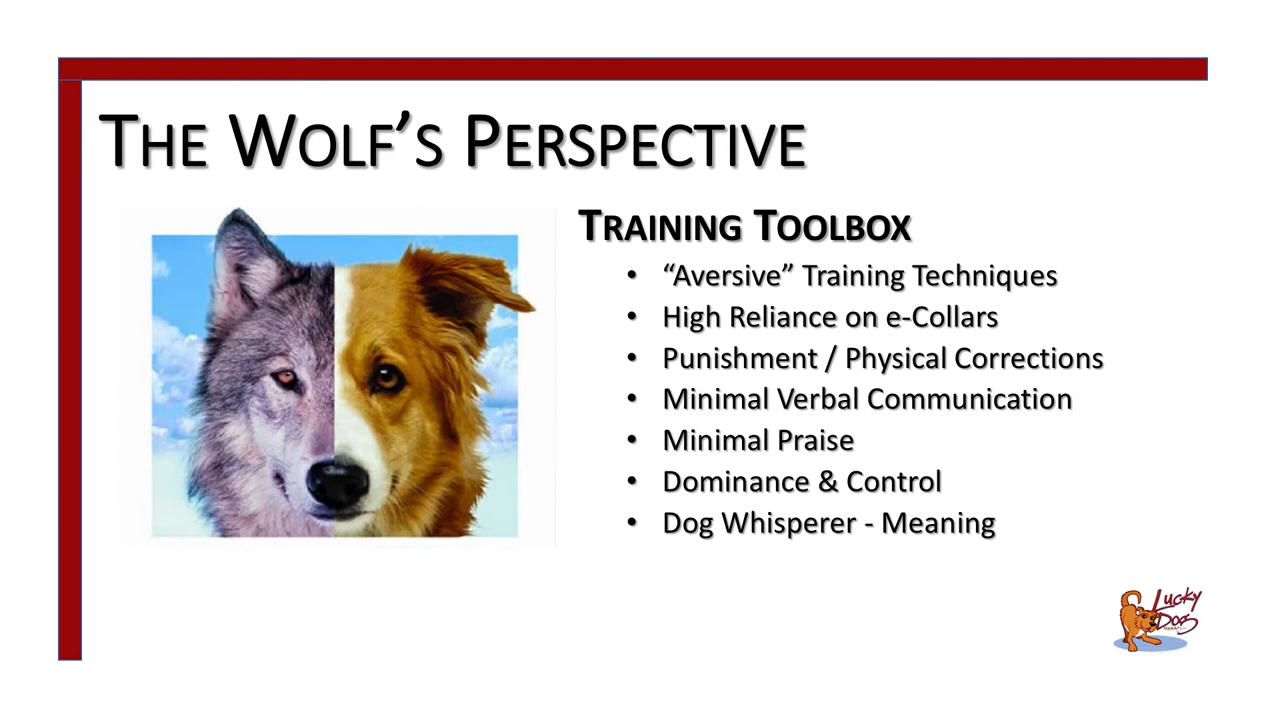 The Wolf’s Perspective
Training Toolbox
• “Aversive” Training Techniques
• High Reliance on e-Collars
• Punishment / Physical Corrections
• Minimal Verbal Communication
• Minimal Praise
• Dominance & Control
• Dog Whisperer - Meaning
Lucky
Dog